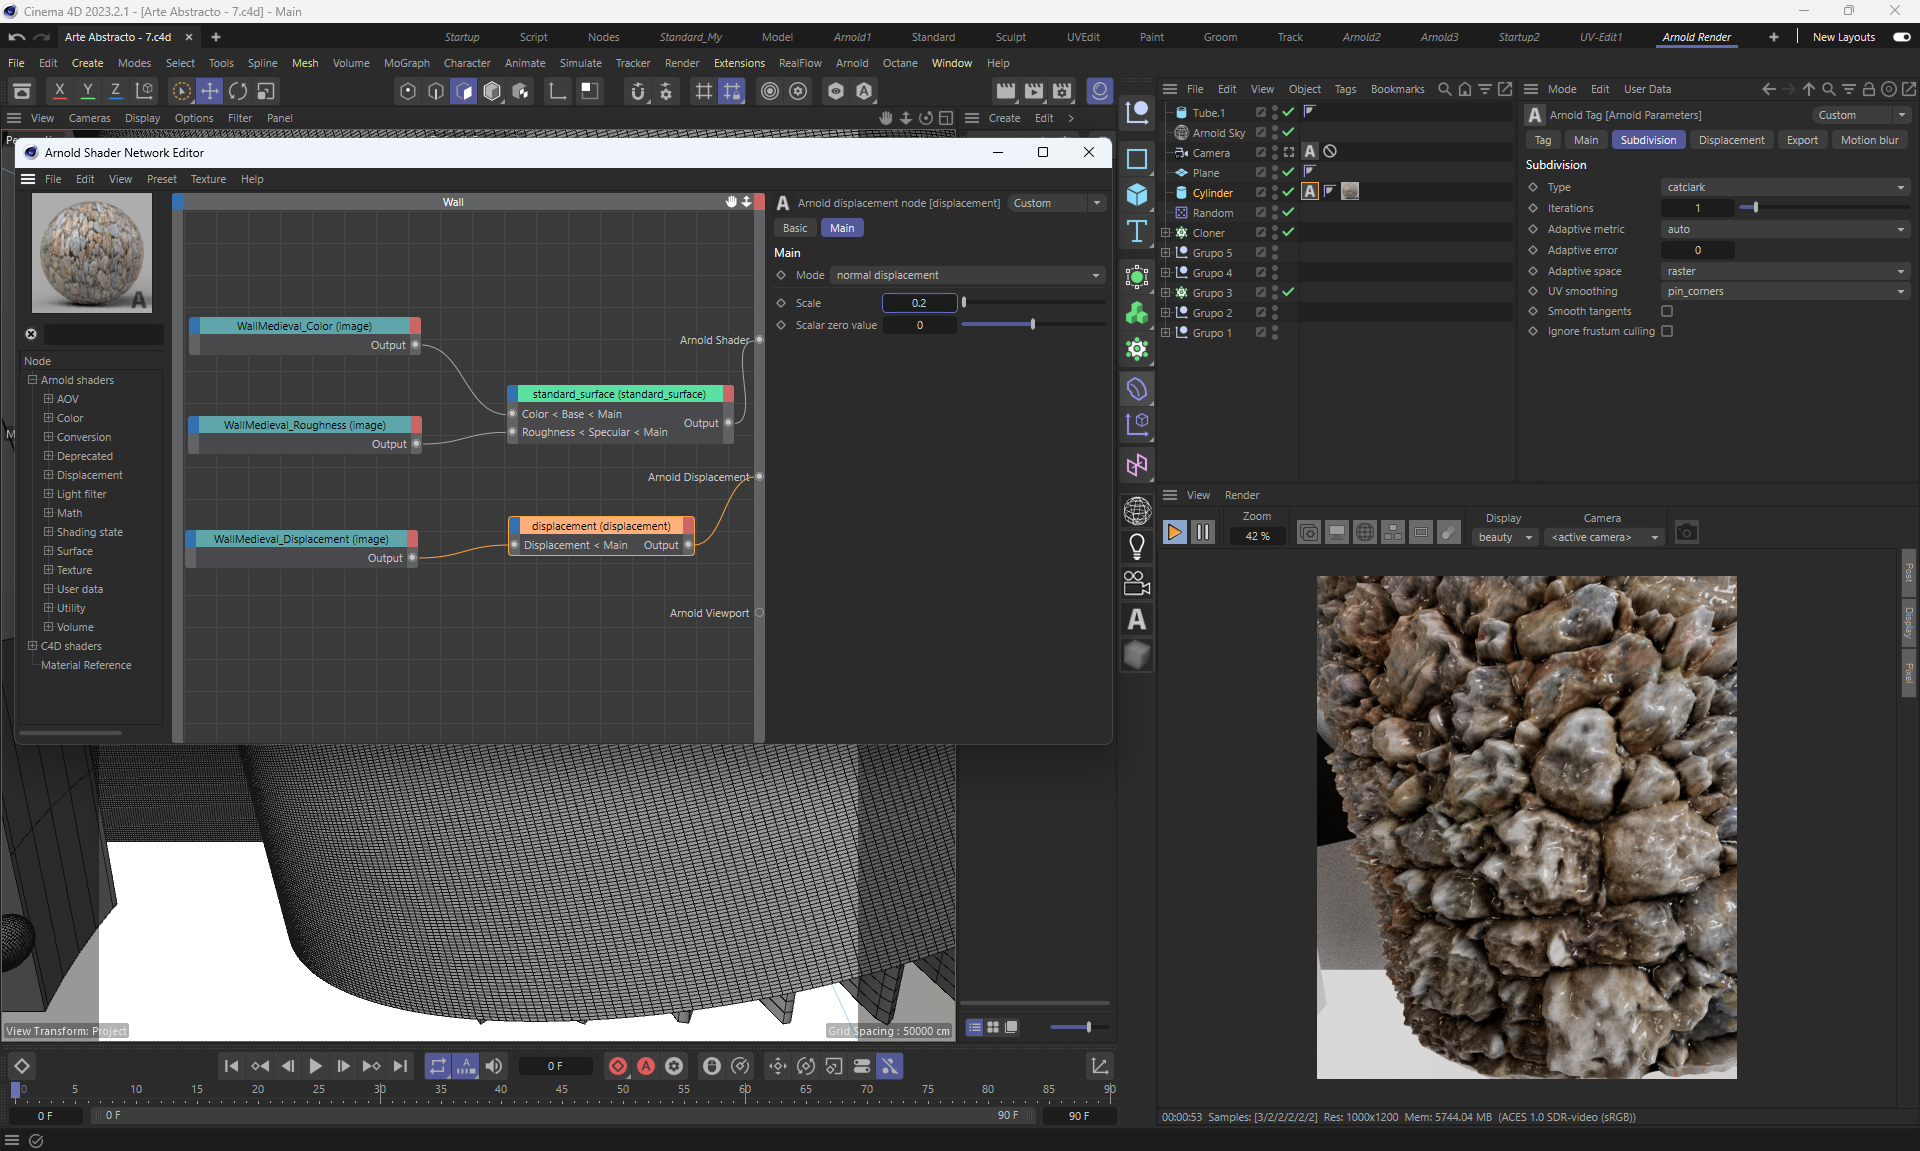 Cinema 4D 2023.2.1 - [Arte Abstracto - 7.c4d] - Main
Arte Abstracto - 7.c4d
Startup Script Nodes Standard_My Model Arnold1 Standard Sculpt UVEdit Paint Groom Track Arnold2 Arnold3 Startup2 UV-Edit1 Arnold Render New Layouts
File Edit Create Modes Select Tools Spline Mesh Volume MoGraph Character Animate Simulate Tracker Render Extensions RealFlow Arnold Octane Window Help
X Y Z
View Cameras Display Options Filter Panel
Create Edit
Arnold Shader Network Editor
File Edit View Preset Texture Help
Wall
WallMedieval_Color (image)
Output
WallMedieval_Roughness (image)
Output
standard_surface (standard_surface)
Color < Base < Main
Roughness < Specular < Main
Output
Arnold Shader
Arnold Displacement
WallMedieval_Displacement (image)
Output
displacement (displacement)
Displacement < Main Output
Arnold Viewport
Node
Arnold shaders
AOV
Color
Conversion
Deprecated
Displacement
Light filter
Math
Shading state
Surface
Texture
User data
Utility
Volume
C4D shaders
Material Reference
Arnold displacement node [displacement] Custom
Basic Main
Main
Mode normal displacement
Scale 0.2
Scalar zero value 0
File Edit View Object Tags Bookmarks
Tube.1
Arnold Sky
Camera
Plane
Cylinder
Random
Cloner
Grupo 5
Grupo 4
Grupo 3
Grupo 2
Grupo 1
Mode Edit User Data
Arnold Tag [Arnold Parameters] Custom
Tag Main Subdivision Displacement Export Motion blur
Subdivision
Type catclark
Iterations 1
Adaptive metric auto
Adaptive error 0
Adaptive space raster
UV smoothing pin_corners
Smooth tangents
Ignore frustum culling
View Render
Zoom
42 %
Display
beauty
Camera
<active camera>
Post
Display
Pixel
View Transform: Project
Grid Spacing : 50000 cm
0 F
0 5 10 15 20 25 30 35 40 45 50 55 60 65 70 75 80 85 90
0 F 0 F 90 F 90 F
00:00:53 Samples: [3/2/2/2/2/2] Res: 1000x1200 Mem: 5744.04 MB (ACES 1.0 SDR-video (sRGB))